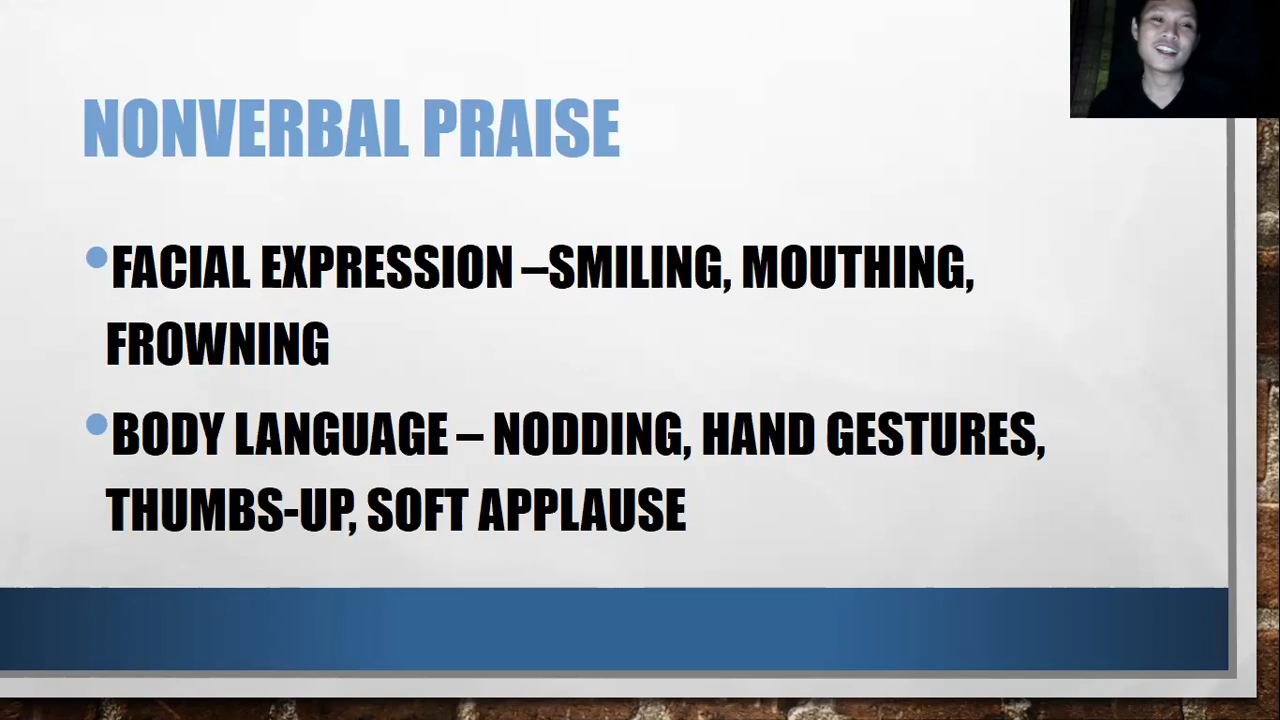 NONVERBAL PRAISE
•FACIAL EXPRESSION –SMILING, MOUTHING,
FROWNING
•BODY LANGUAGE – NODDING, HAND GESTURES,
THUMBS-UP, SOFT APPLAUSE